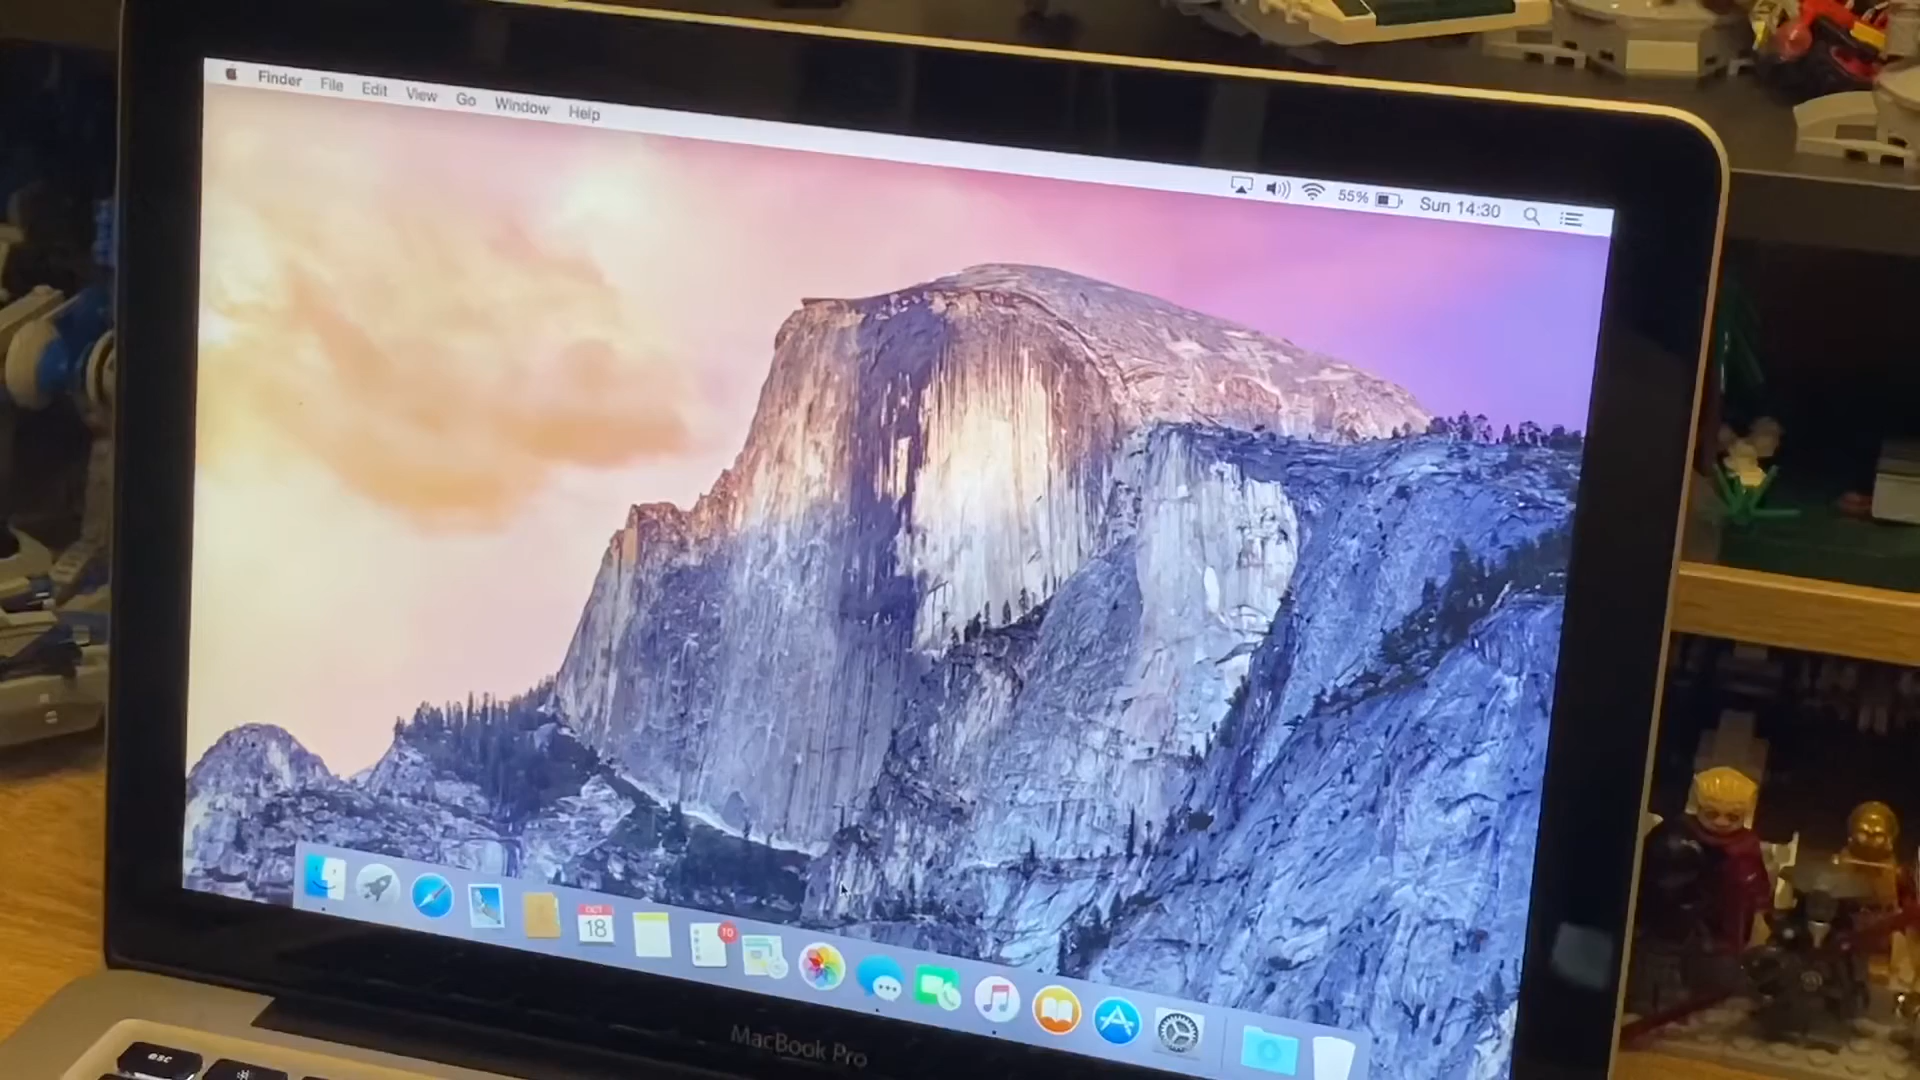 Finder File Edit View Go Window Help
55% Sun 14:30
OCT
18
10
MacBook Pro
esc